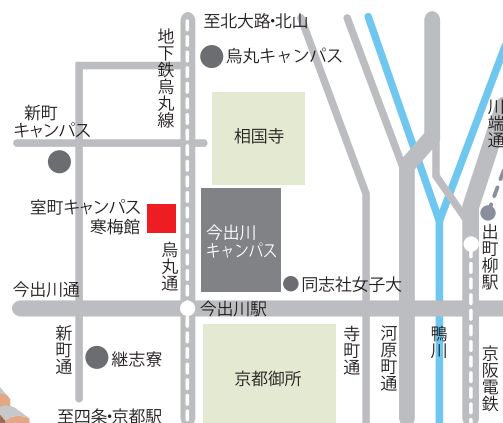 至北大路・北山
地下鉄烏丸線
烏丸キャンパス
川端通
新町
キャンパス
相国寺
室町キャンパス
寒梅館
今出川
キャンパス
烏丸通
出町柳駅
同志社女子大
今出川通
今出川駅
新町通
継志寮
京都御所
寺町通
河原町通
鴨川
京阪電鉄
至四条・京都駅